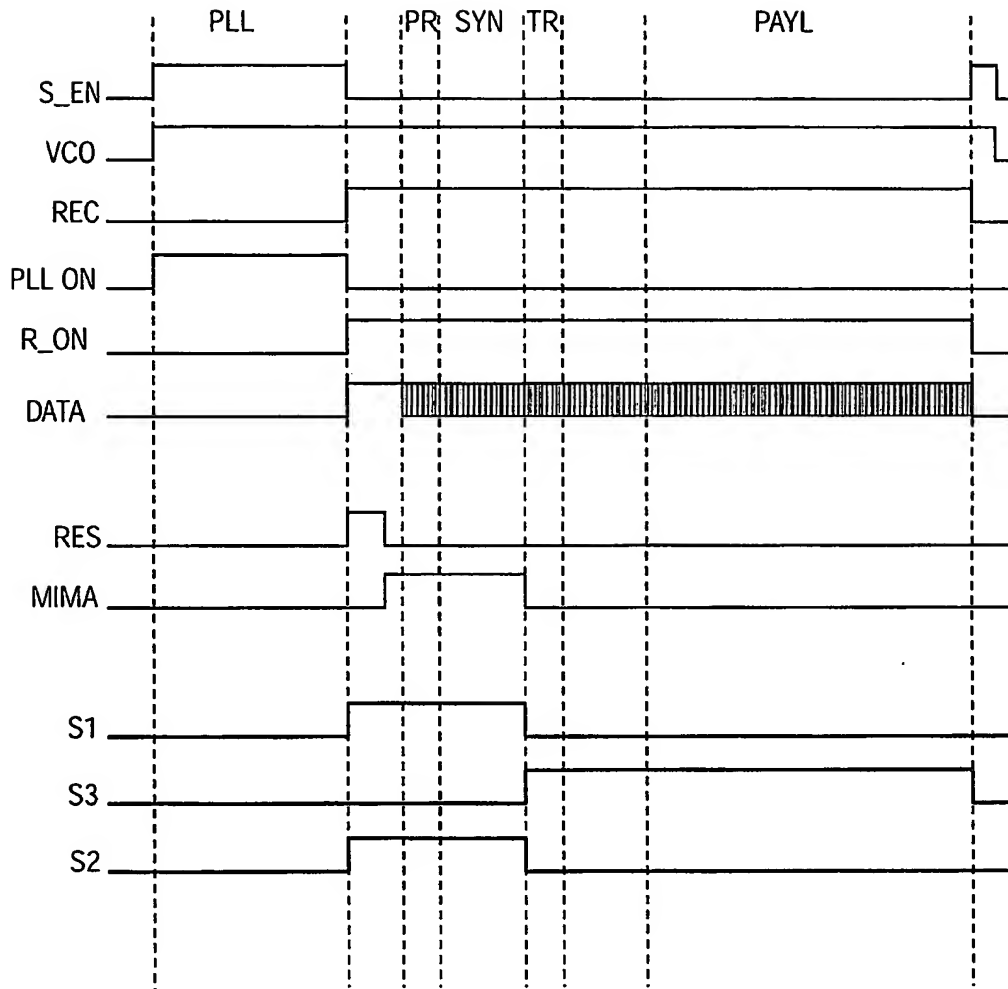 PLL PR SYN TR PAYL
S_EN
VCO
REC
PLL ON
R_ON
DATA
RES
MIMA
S1
S3
S2